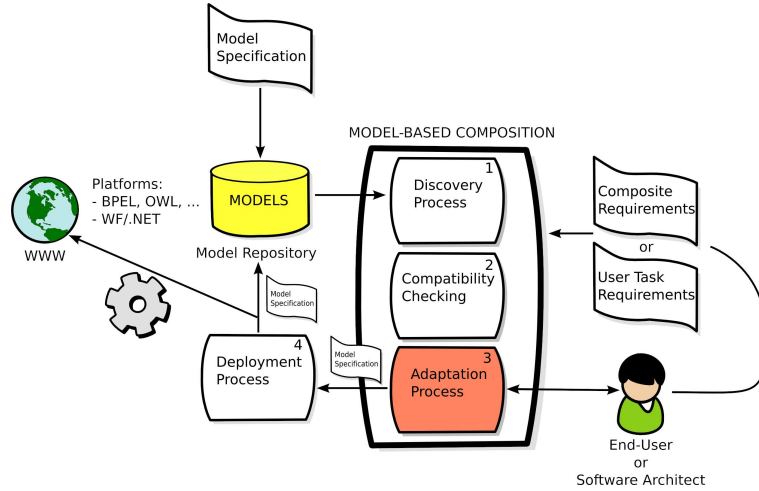 Model
Specification
MODEL-BASED COMPOSITION
1
Discovery
Process
Platforms:
- BPEL, OWL, ...
- WF/.NET
MODELS
Model Repository
WWW
Composite
Requirements
or
User Task
Requirements
2
Compatibility
Checking
Model
Specification
4
Deployment
Process
Model
Specification
3
Adaptation
Process
End-User
or
Software Architect